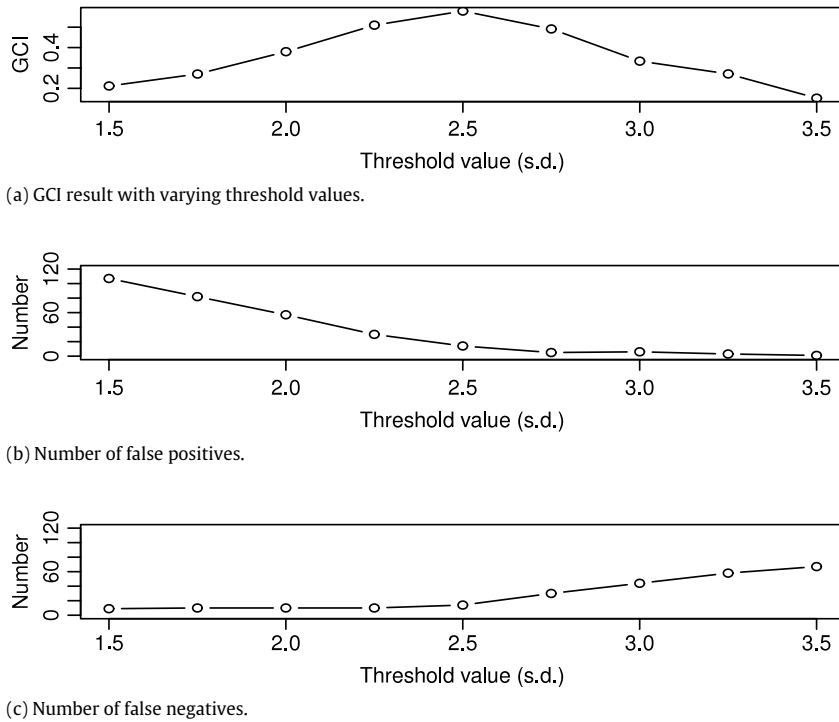 GCI
0.2 0.4
1.5 2.0 2.5 3.0 3.5
Threshold value (s.d.)
(a) GCI result with varying threshold values.
Number
0 60 120
1.5 2.0 2.5 3.0 3.5
Threshold value (s.d.)
(b) Number of false positives.
Number
0 60 120
1.5 2.0 2.5 3.0 3.5
Threshold value (s.d.)
(c) Number of false negatives.